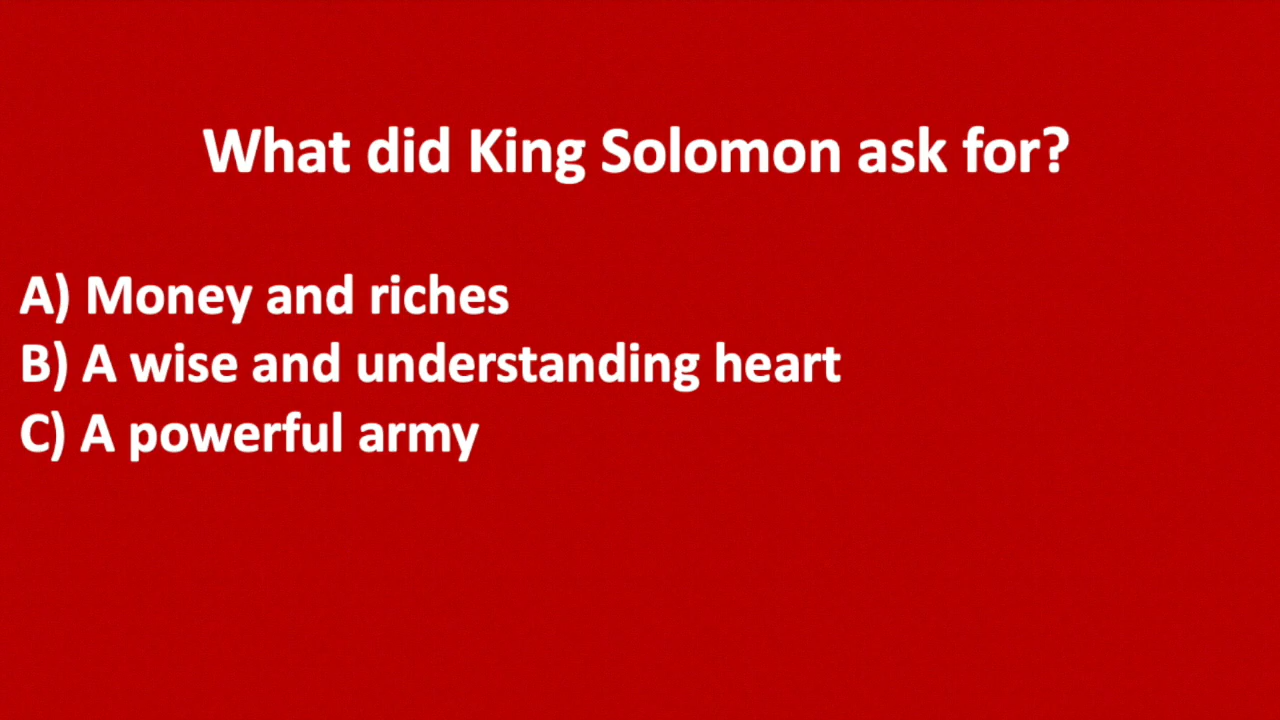 What did King Solomon ask for?
A) Money and riches
B) A wise and understanding heart
C) A powerful army